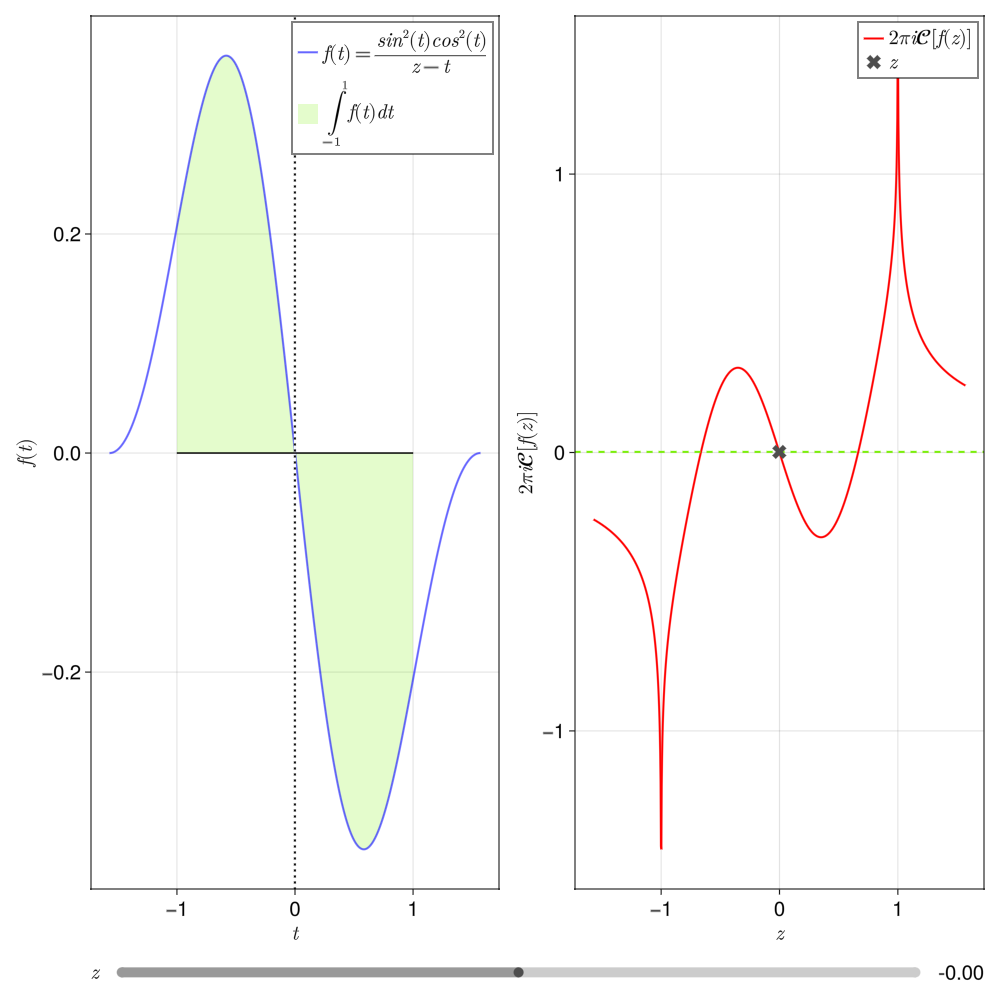 f(t) = sin²(t)cos²(t) / z − t
∫₋₁¹ f(t)dt
0.2
0.0
−0.2
f(t)
−1 0 1
t
2πi𝓒[f(z)]
z
1
0
−1
2πi𝓒[f(z)]
−1 0 1
z
z -0.00